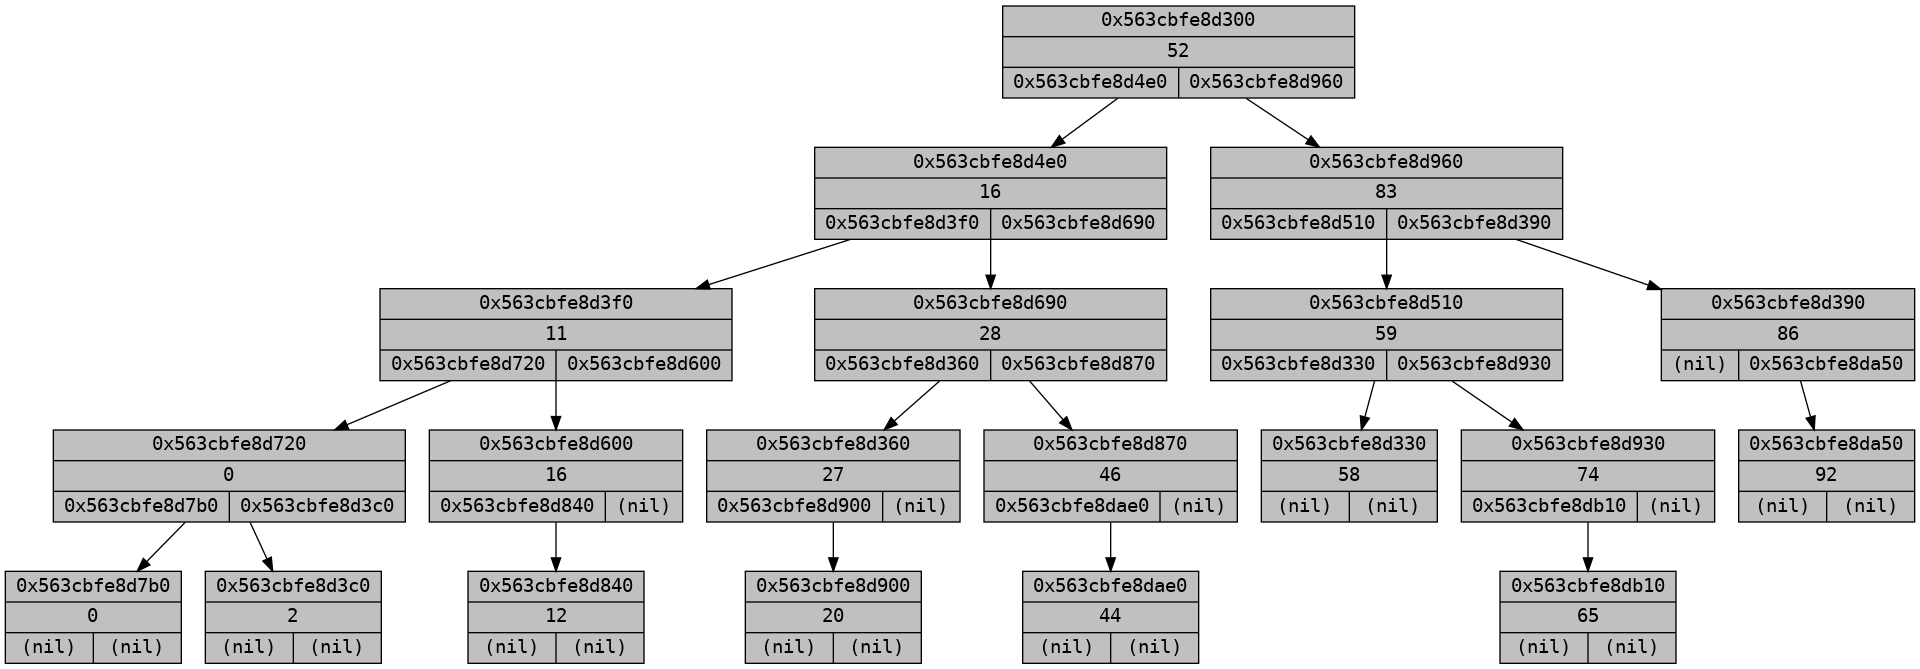 0x563cbfe8d300
52
0x563cbfe8d4e0 0x563cbfe8d960
0x563cbfe8d4e0
16
0x563cbfe8d3f0 0x563cbfe8d690
0x563cbfe8d960
83
0x563cbfe8d510 0x563cbfe8d390
0x563cbfe8d3f0
11
0x563cbfe8d720 0x563cbfe8d600
0x563cbfe8d690
28
0x563cbfe8d360 0x563cbfe8d870
0x563cbfe8d510
59
0x563cbfe8d330 0x563cbfe8d930
0x563cbfe8d390
86
(nil) 0x563cbfe8da50
0x563cbfe8d720
0
0x563cbfe8d7b0 0x563cbfe8d3c0
0x563cbfe8d600
16
0x563cbfe8d840 (nil)
0x563cbfe8d360
27
0x563cbfe8d900 (nil)
0x563cbfe8d870
46
0x563cbfe8dae0 (nil)
0x563cbfe8d330
58
(nil) (nil)
0x563cbfe8d930
74
0x563cbfe8db10 (nil)
0x563cbfe8da50
92
(nil) (nil)
0x563cbfe8d7b0
0
(nil) (nil)
0x563cbfe8d3c0
2
(nil) (nil)
0x563cbfe8d840
12
(nil) (nil)
0x563cbfe8d900
20
(nil) (nil)
0x563cbfe8dae0
44
(nil) (nil)
0x563cbfe8db10
65
(nil) (nil)